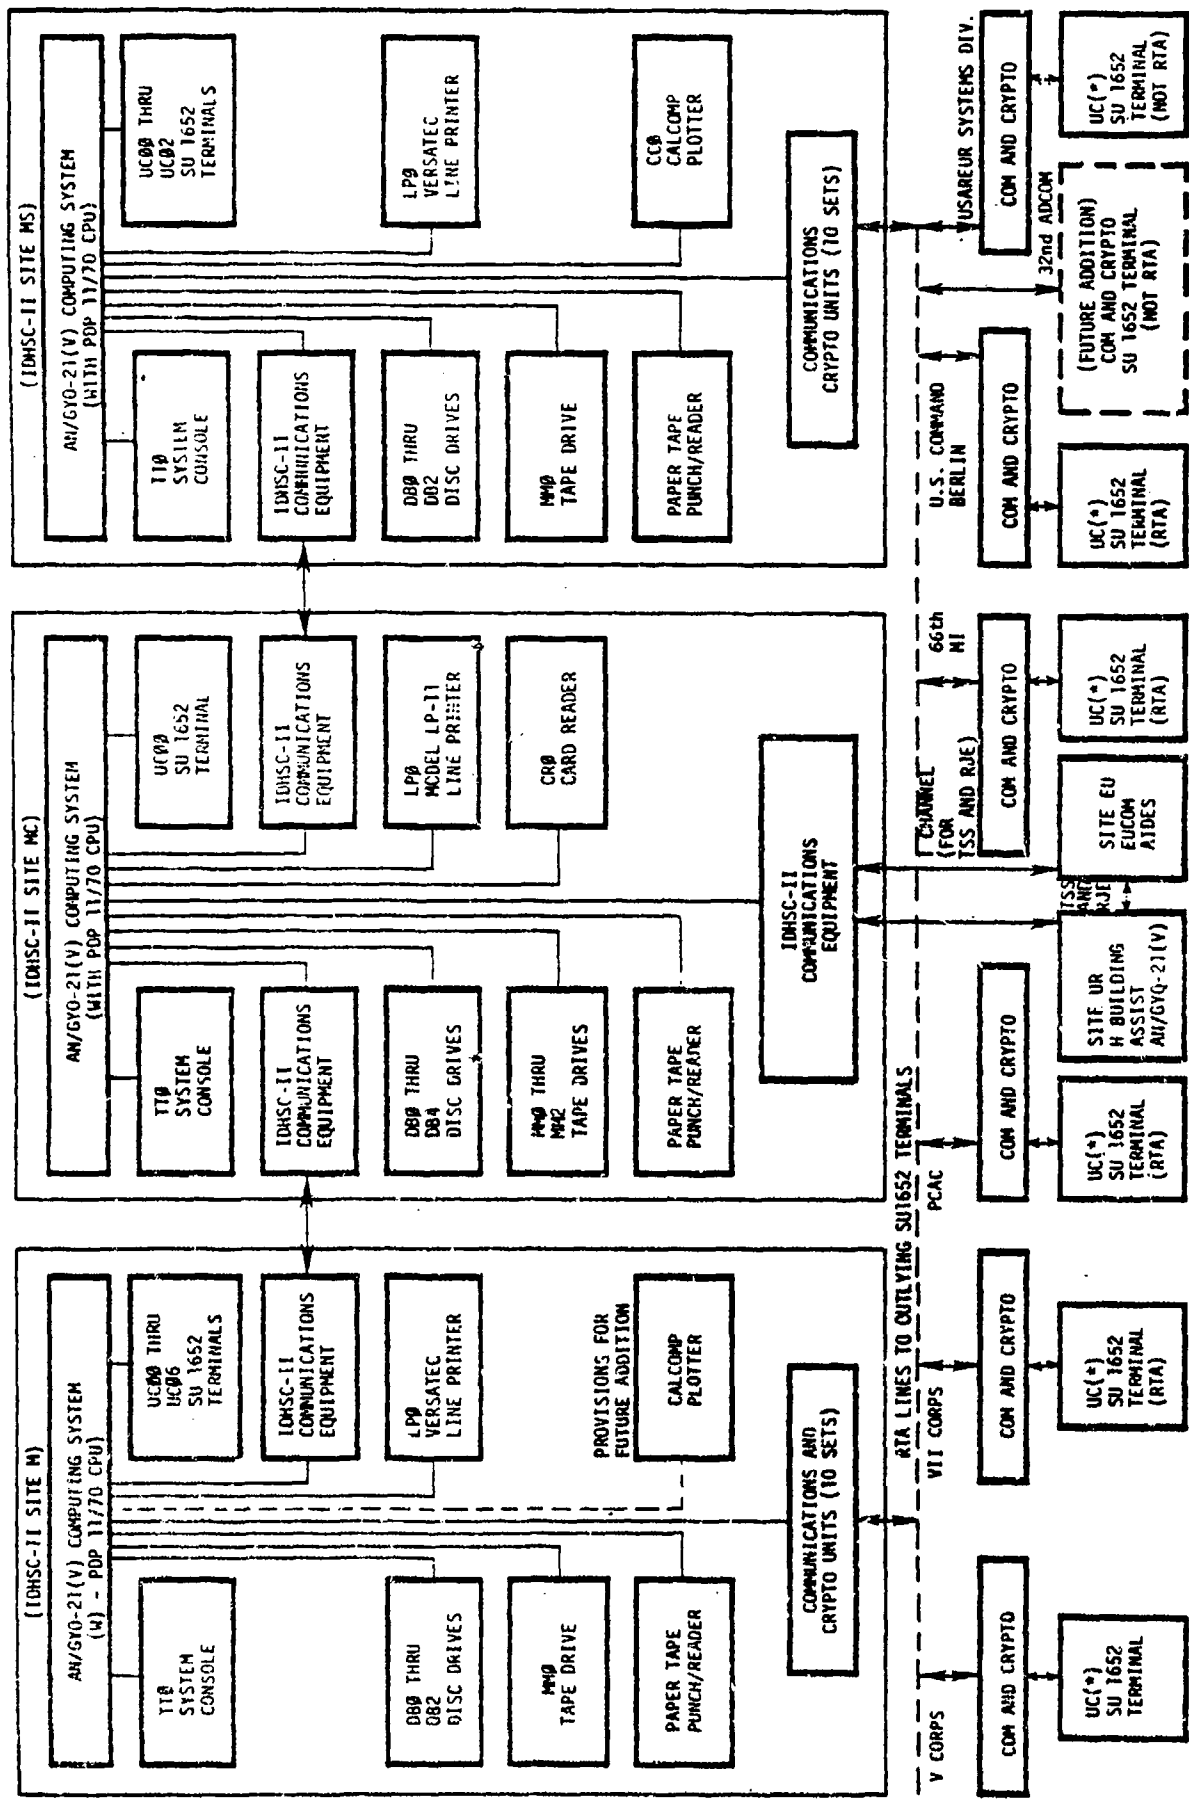 (IDHSC-II SITE M)
AN/GYQ-21(V) COMPUTING SYSTEM
(W) - PDP 11/70 CPU)
TTØ
SYSTEM
CONSOLE
UCØØ THRU
UCØ6
SU 1652
TERMINALS
IDHSC-II
COMMUNICATIONS
EQUIPMENT
DBØ THRU
DB2
DISC DRIVES
LPØ
VERSATEC
LINE PRINTER
MMØ
TAPE DRIVE
PROVISIONS FOR
FUTURE ADDITION
PAPER TAPE
PUNCH/READER
CALCOMP
PLOTTER
COMMUNICATIONS AND
CRYPTO UNITS (10 SETS)
(IDHSC-II SITE MC)
AN/GYQ-21(V) COMPUTING SYSTEM
(WITH PDP 11/70 CPU)
TTØ
SYSTEM
CONSOLE
UCØØ
SU 1652
TERMINAL
IDHSC-II
COMMUNICATIONS
EQUIPMENT
IDHSC-II
COMMUNICATIONS
EQUIPMENT
DBØ THRU
DB4
DISC DRIVES
LPØ
MODEL LP-11
LINE PRINTER
MMØ THRU
MM2
TAPE DRIVES
CRØ
CARD READER
PAPER TAPE
PUNCH/READER
IDHSC-II
COMMUNICATIONS
EQUIPMENT
(IDHSC-II SITE MS)
AN/GYQ-21(V) COMPUTING SYSTEM
(WITH PDP 11/70 CPU)
TTØ
SYSTEM
CONSOLE
UCØØ THRU
UCØ2
SU 1652
TERMINALS
IDHSC-II
COMMUNICATIONS
EQUIPMENT
DBØ THRU
DB2
DISC DRIVES
LPØ
VERSATEC
LINE PRINTER
MMØ
TAPE DRIVE
PAPER TAPE
PUNCH/READER
CCØ
CALCOMP
PLOTTER
COMMUNICATIONS
CRYPTO UNITS (10 SETS)
RTA LINES TO OUTLYING SU1652 TERMINALS
V CORPS
COM AND CRYPTO
UC(*)
SU 1652
TERMINAL
VII CORPS
COM AND CRYPTO
UC(*)
SU 1652
TERMINAL
(RTA)
PCAC
COM AND CRYPTO
UC(*)
SU 1652
TERMINAL
(RTA)
SITE UR
H BUILDING
ASSIST
AN/GYQ-21(V)
TSS
AND
RJE
SITE EU
EUCOM
AIDES
1 CHANNEL
(FOR
TSS AND RJE)
66th
MI
COM AND CRYPTO
UC(*)
SU 1652
TERMINAL
(RTA)
U.S. COMMAND
BERLIN
COM AND CRYPTO
UC(*)
SU 1652
TERMINAL
(RTA)
32nd ADCOM
(FUTURE ADDITION)
COM AND CRYPTO
SU 1652 TERMINAL
(NOT RTA)
USAREUR SYSTEMS DIV.
COM AND CRYPTO
UC(*)
SU 1652
TERMINAL
(NOT RTA)